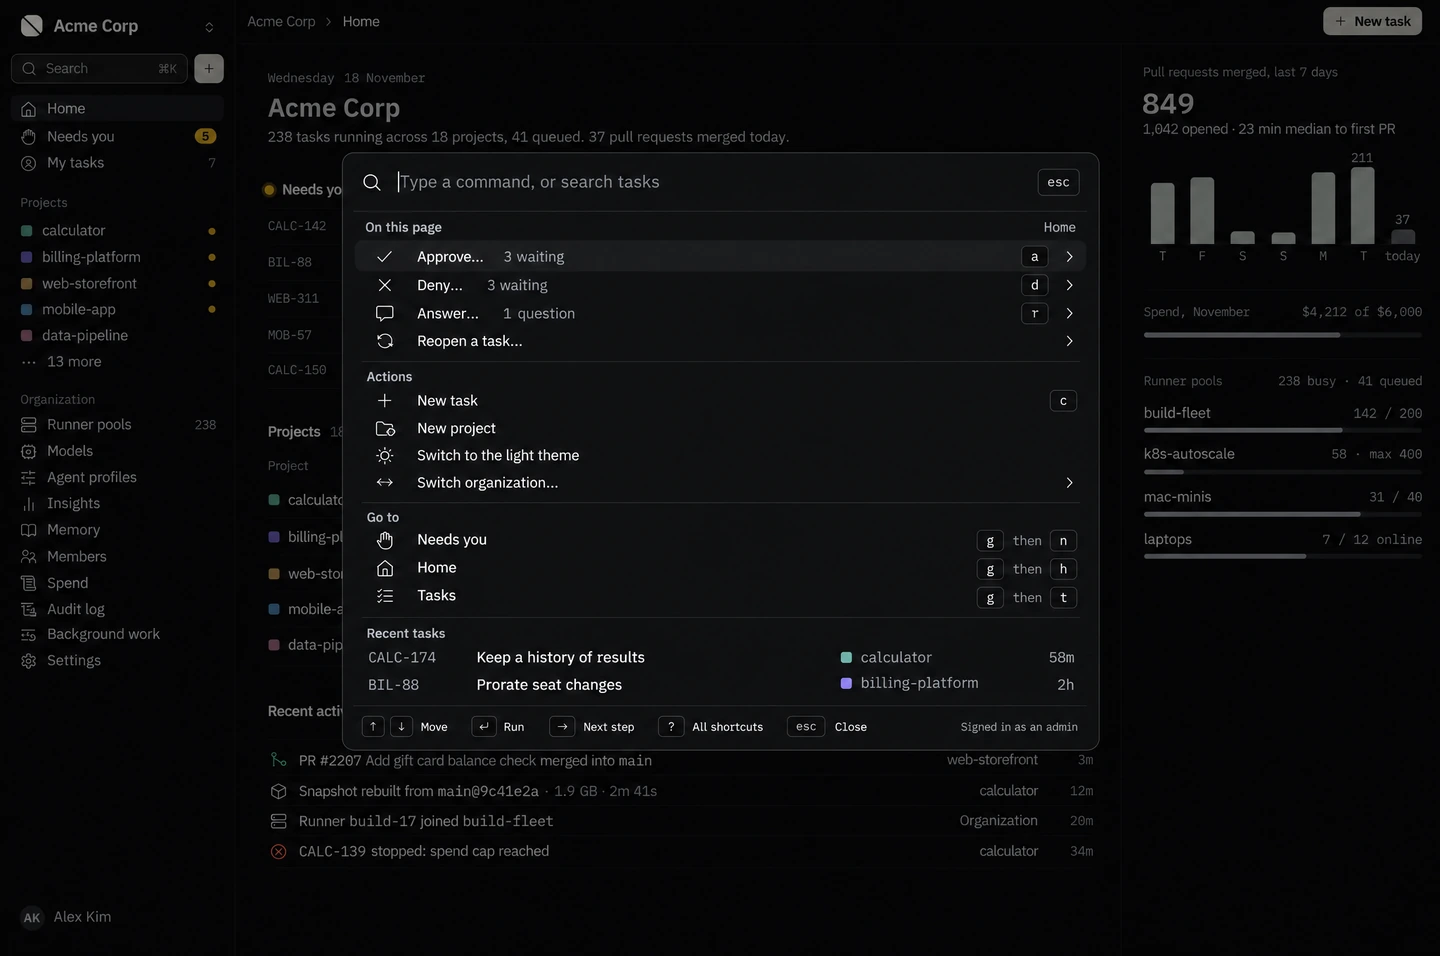 Acme Corp
Search ⌘K +
Home
Needs you 5
My tasks 7
Projects
calculator
billing-platform
web-storefront
mobile-app
data-pipeline
··· 13 more
Organization
Runner pools 238
Models
Agent profiles
Insights
Memory
Members
Spend
Audit log
Background work
Settings
AK Alex Kim
Acme Corp > Home
+ New task
Wednesday 18 November
Acme Corp
238 tasks running across 18 projects, 41 queued. 37 pull requests merged today.
Needs yo
CALC-142
BIL-88
WEB-311
MOB-57
CALC-150
Projects 18
Project
calculato
billing-pl
web-stor
mobile-a
data-pip
Recent activ
Type a command, or search tasks esc
On this page Home
Approve... 3 waiting a
Deny... 3 waiting d
Answer... 1 question r
Reopen a task...
Actions
New task c
New project
Switch to the light theme
Switch organization...
Go to
Needs you g then n
Home g then h
Tasks g then t
Recent tasks
CALC-174 Keep a history of results calculator 58m
BIL-88 Prorate seat changes billing-platform 2h
↑ ↓ Move ↵ Run → Next step ? All shortcuts esc Close Signed in as an admin
PR #2207 Add gift card balance check merged into main web-storefront 3m
Snapshot rebuilt from main@9c41e2a · 1.9 GB · 2m 41s calculator 12m
Runner build-17 joined build-fleet Organization 20m
CALC-139 stopped: spend cap reached calculator 34m
Pull requests merged, last 7 days
849
1,042 opened · 23 min median to first PR
211
37
T F S S M T today
Spend, November $4,212 of $6,000
Runner pools 238 busy · 41 queued
build-fleet 142 / 200
k8s-autoscale 58 · max 400
mac-minis 31 / 40
laptops 7 / 12 online